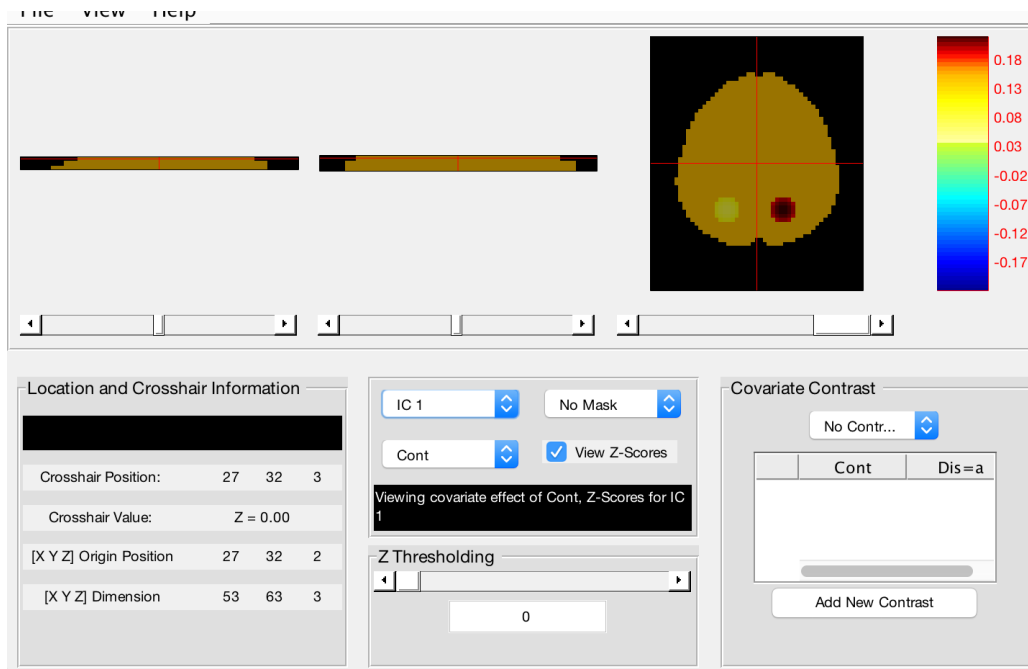 File View Help
0.18
0.13
0.08
0.03
-0.02
-0.07
-0.12
-0.17
Location and Crosshair Information
Crosshair Position: 27 32 3
Crosshair Value: Z = 0.00
[X Y Z] Origin Position 27 32 2
[X Y Z] Dimension 53 63 3
IC 1
No Mask
Cont
View Z-Scores
Viewing covariate effect of Cont, Z-Scores for IC
1
Z Thresholding
0
Covariate Contrast
No Contr...
Cont Dis=a
Add New Contrast